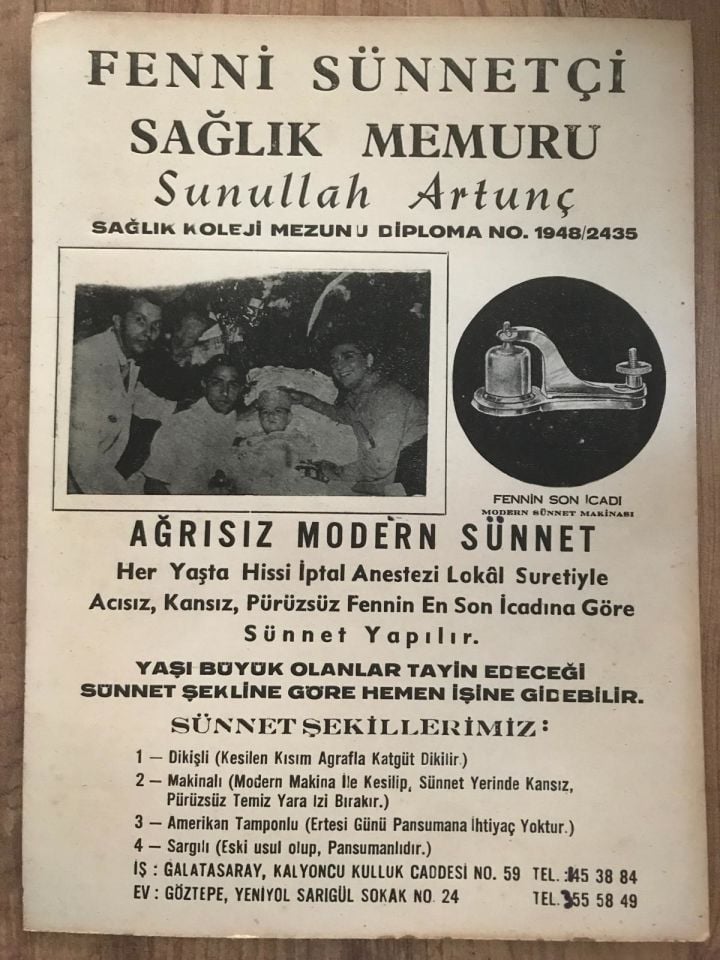 FENNİ SÜNNETÇİ
SAĞLIK MEMURU
Sunullah Artunç
SAĞLIK KOLEJİ MEZUNU DİPLOMA NO. 1948/2435
FENNİN SON İCADI
MODERN SÜNNET MAKİNASI
AĞRISIZ MODERN SÜNNET
Her Yaşta Hissi İptal Anestezi Lokâl Suretiyle
Acısız, Kansız, Pürüzsüz Fennin En Son İcadına Göre
Sünnet Yapılır.
YAŞI BÜYÜK OLANLAR TAYİN EDECEĞİ
SÜNNET ŞEKLİNE GÖRE HEMEN İŞİNE GİDEBİLİR.
SÜNNET ŞEKİLLERİMİZ :
1 — Dikişli (Kesilen Kısım Agrafla Katgüt Dikilir.)
2 — Makinalı (Modern Makina İle Kesilip, Sünnet Yerinde Kansız,
Pürüzsüz Temiz Yara İzi Bırakır.)
3 — Amerikan Tamponlu (Ertesi Günü Pansumana İhtiyaç Yoktur.)
4 — Sargılı (Eski usul olup, Pansumanlıdır.)
İŞ : GALATASARAY, KALYONCU KULLUK CADDESİ NO. 59 TEL. : 145 38 84
EV : GÖZTEPE, YENİYOL SARIGÜL SOKAK NO. 24 TEL. 355 58 49